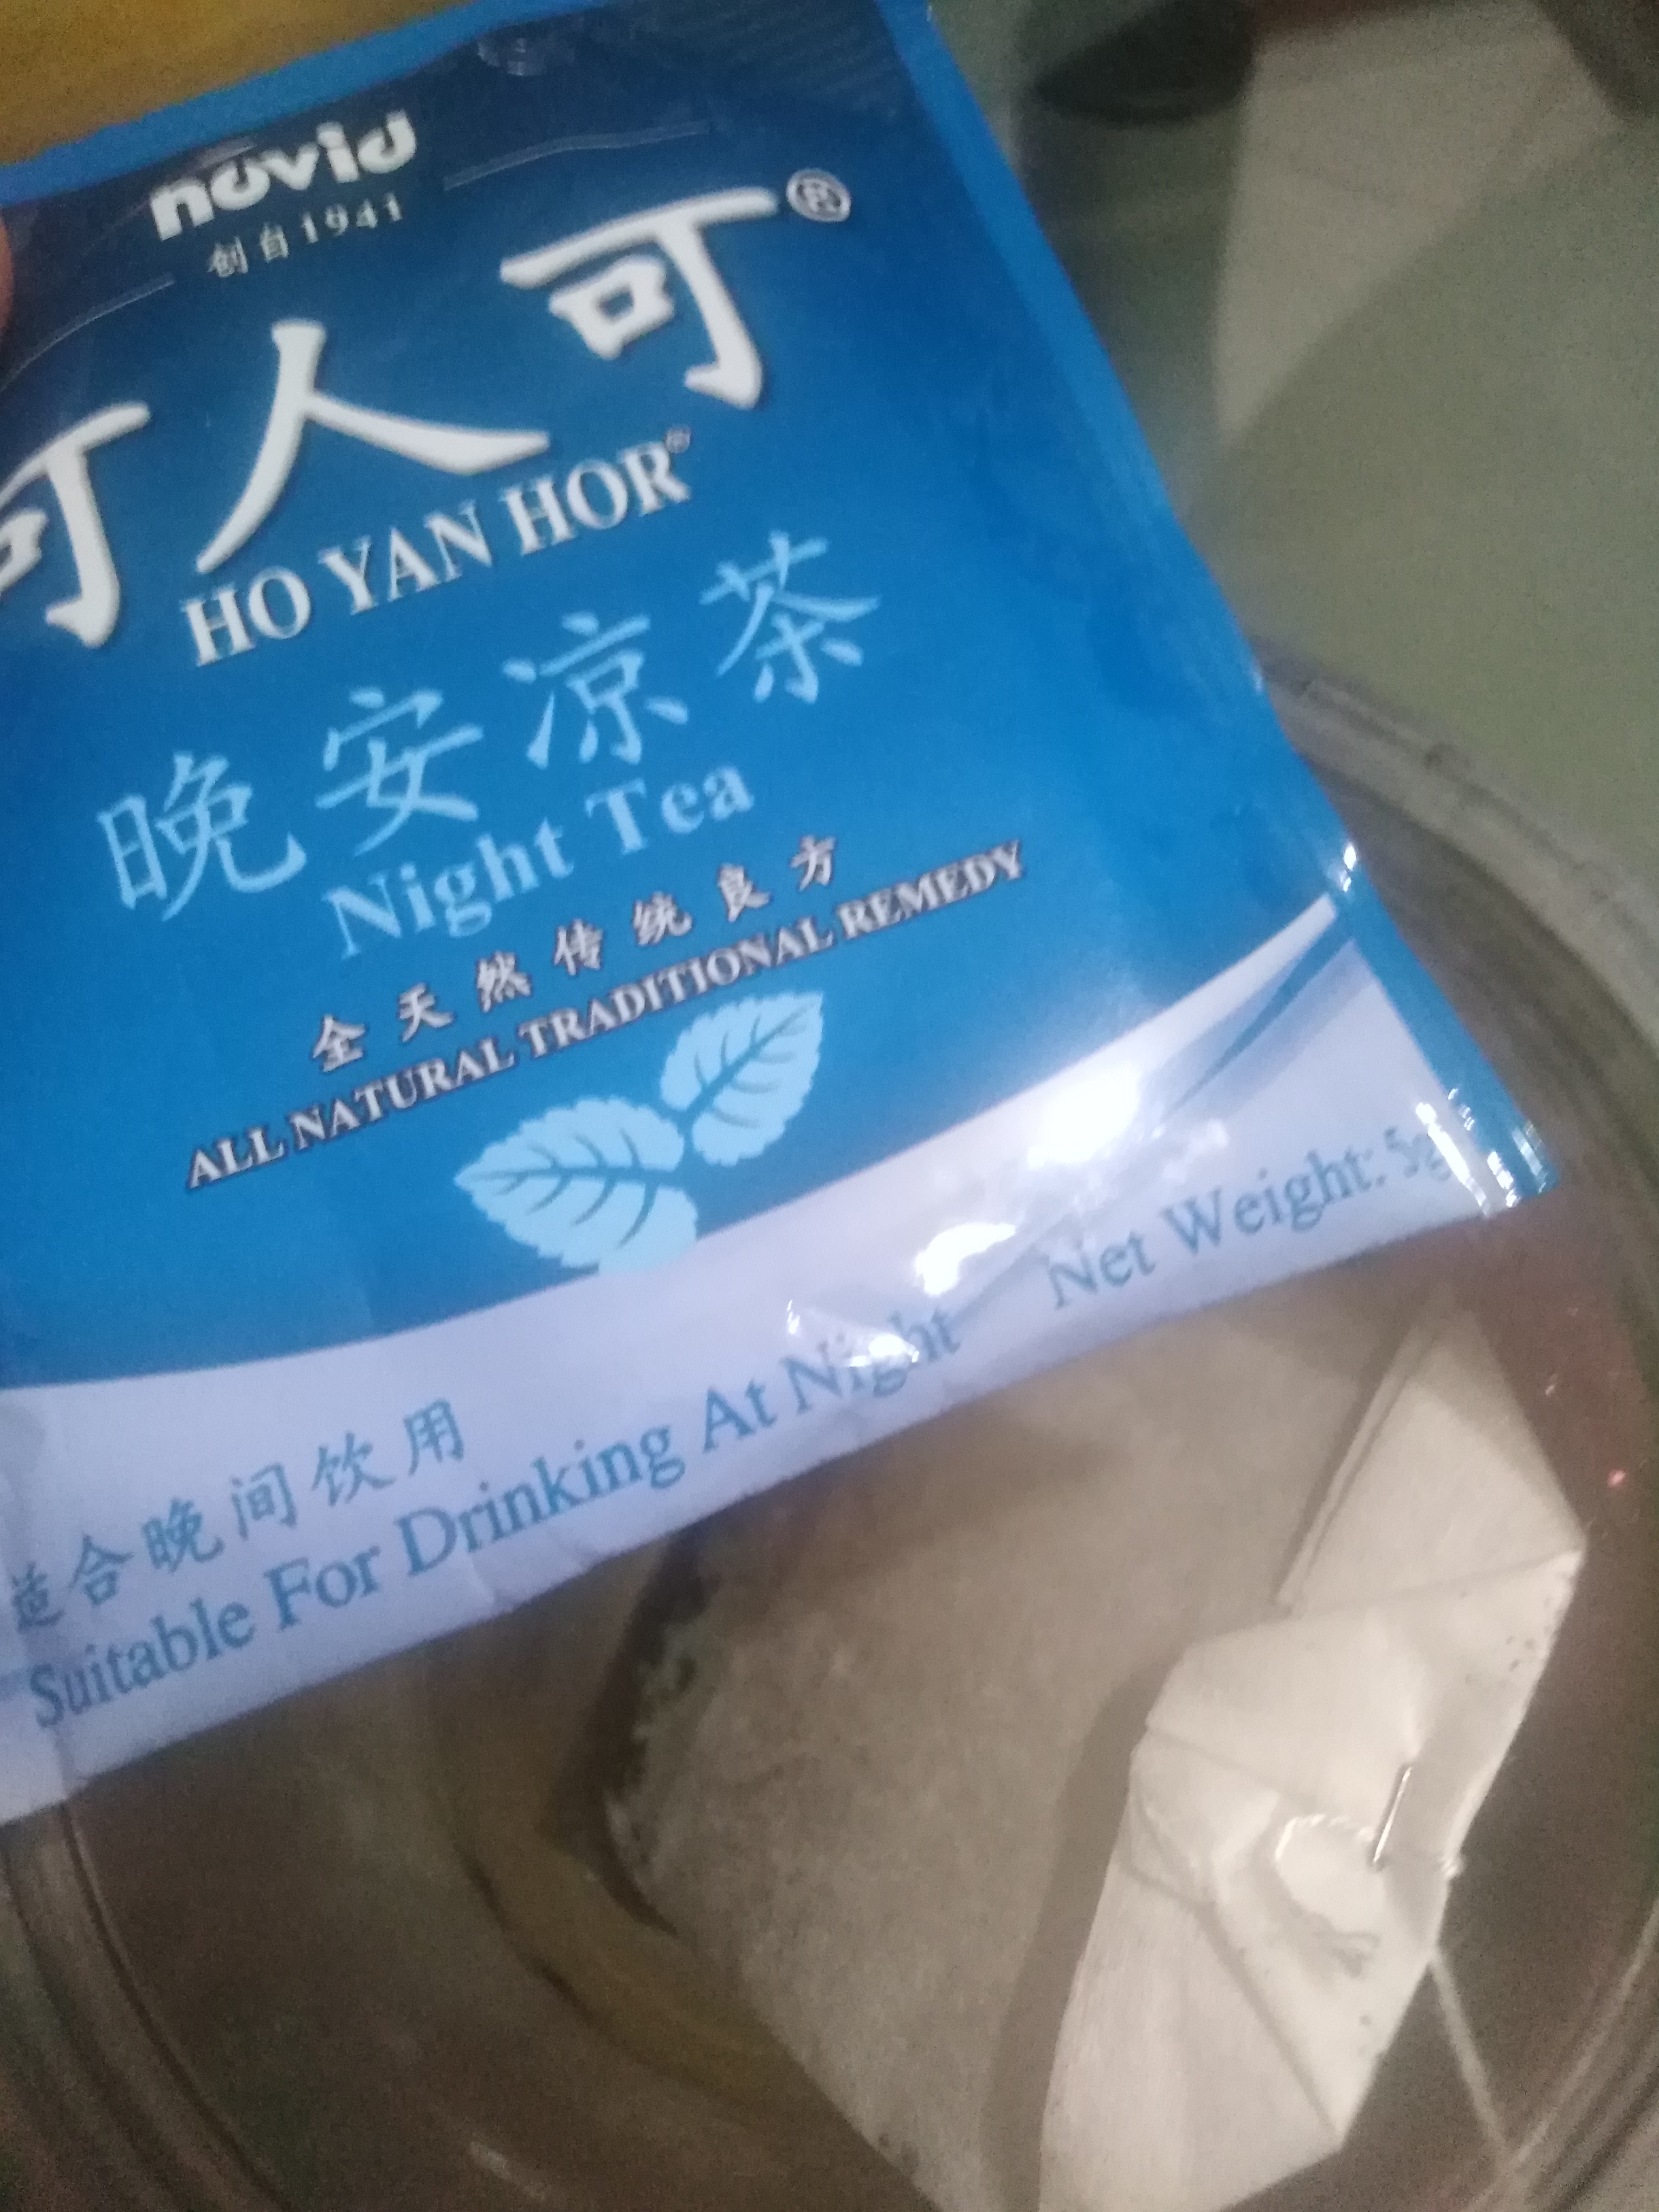 novid
创自1941
何人可®
HO YAN HOR®
晚安凉茶
Night Tea
全天然传统良方
ALL NATURAL TRADITIONAL REMEDY
Net Weight: 5g
适合晚间饮用
Suitable For Drinking At Night